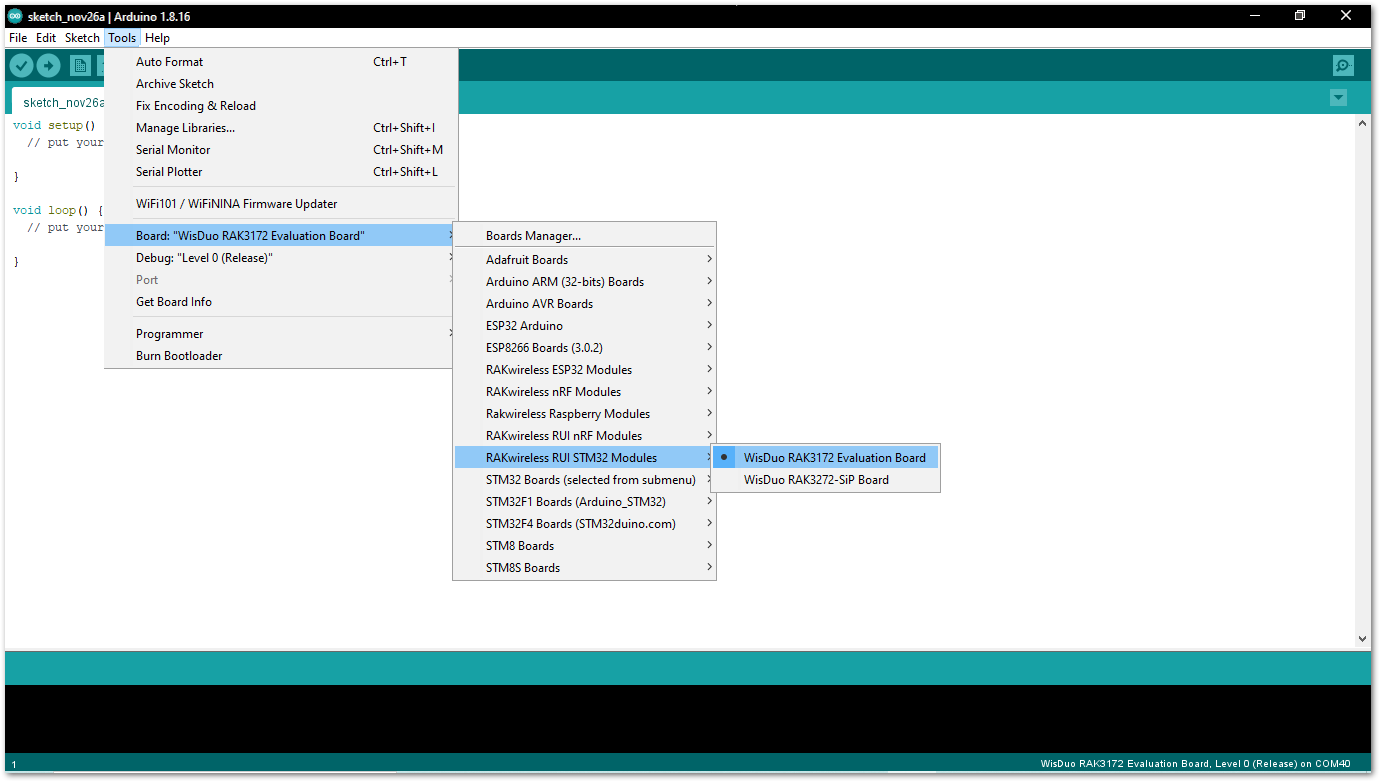 sketch_nov26a | Arduino 1.8.16
File Edit Sketch Tools Help
sketch_nov26a
void setup()
// put your
}
void loop() {
// put your
}
Auto Format Ctrl+T
Archive Sketch
Fix Encoding & Reload
Manage Libraries... Ctrl+Shift+I
Serial Monitor Ctrl+Shift+M
Serial Plotter Ctrl+Shift+L
WiFi101 / WiFiNINA Firmware Updater
Board: "WisDuo RAK3172 Evaluation Board"
Debug: "Level 0 (Release)"
Port
Get Board Info
Programmer
Burn Bootloader
Boards Manager...
Adafruit Boards
Arduino ARM (32-bits) Boards
Arduino AVR Boards
ESP32 Arduino
ESP8266 Boards (3.0.2)
RAKwireless ESP32 Modules
RAKwireless nRF Modules
Rakwireless Raspberry Modules
RAKwireless RUI nRF Modules
RAKwireless RUI STM32 Modules
STM32 Boards (selected from submenu)
STM32F1 Boards (Arduino_STM32)
STM32F4 Boards (STM32duino.com)
STM8 Boards
STM8S Boards
WisDuo RAK3172 Evaluation Board
WisDuo RAK3272-SiP Board
1 WisDuo RAK3172 Evaluation Board, Level 0 (Release) on COM40